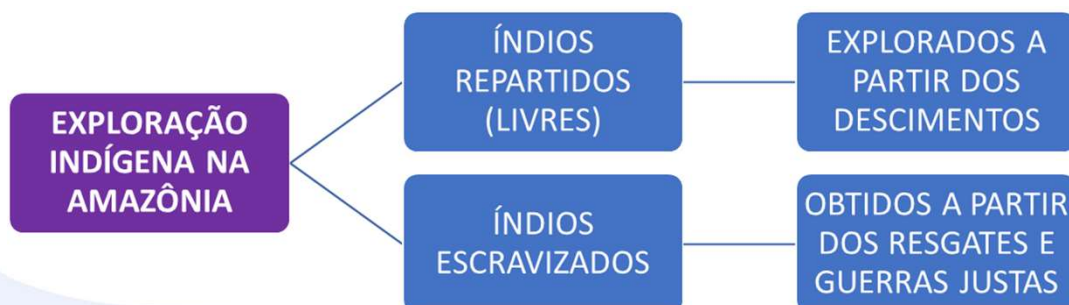 EXPLORAÇÃO
INDÍGENA NA
AMAZÔNIA
ÍNDIOS
REPARTIDOS
(LIVRES)
EXPLORADOS A
PARTIR DOS
DESCIMENTOS
ÍNDIOS
ESCRAVIZADOS
OBTIDOS A PARTIR
DOS RESGATES E
GUERRAS JUSTAS